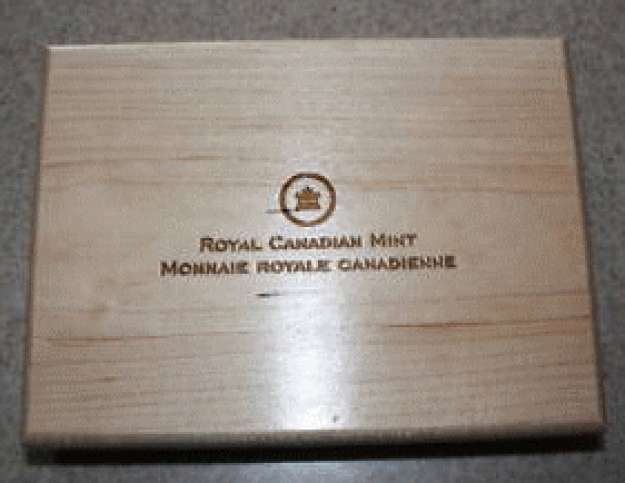 ROYAL CANADIAN MINT
MONNAIE ROYALE CANADIENNE